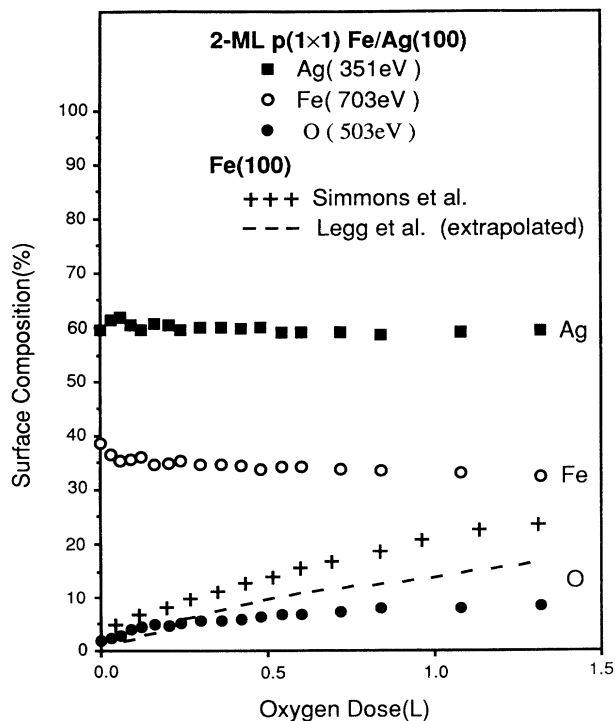 2-ML p(1×1) Fe/Ag(100)
■ Ag( 351eV )
○ Fe( 703eV )
● O ( 503eV )
Fe(100)
+++ Simmons et al.
--- Legg et al. (extrapolated)
100
90
80
70
60
50
40
30
20
10
0
Surface Composition(%)
Ag
Fe
O
0.0
0.5
1.0
1.5
Oxygen Dose(L)